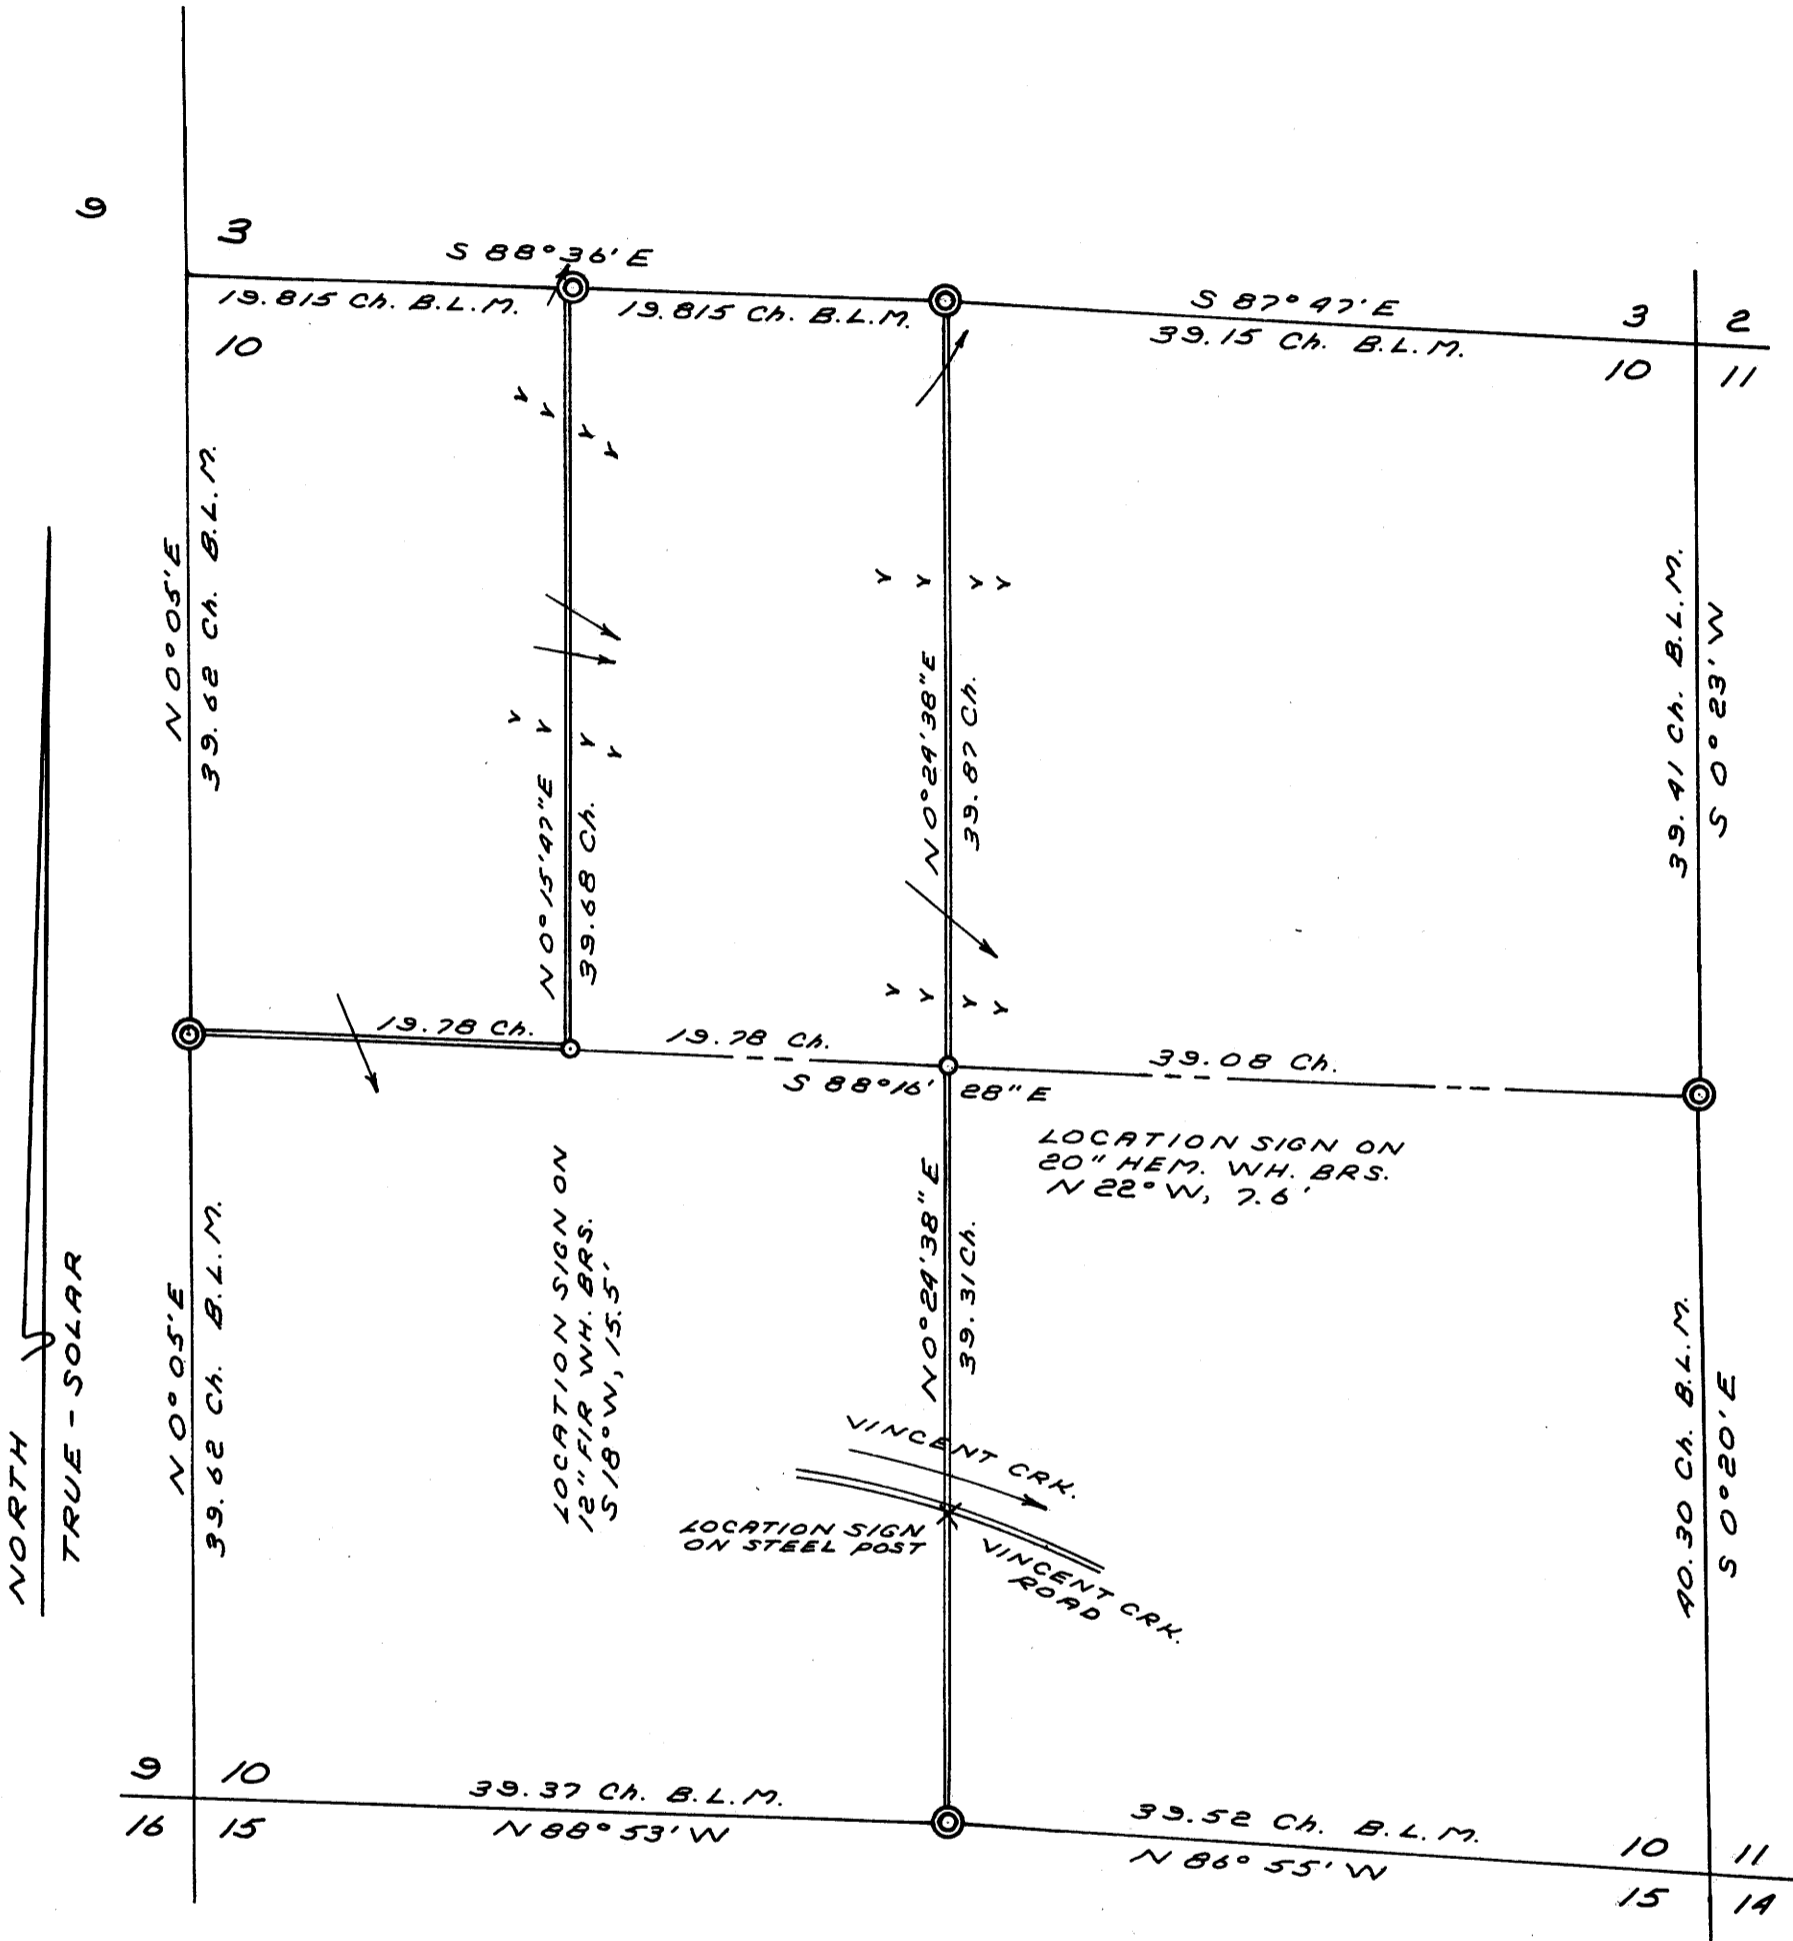 9
3
S 88° 36' E
19.815 Ch. B.L.M.
19.815 Ch. B.L.M.
10
S 87° 47' E
39.15 Ch. B.L.M.
3
2
10
11
N 0° 05' E
39.62 Ch. B.L.M.
N 0° 15' 47" E
39.68 Ch.
N 0° 24' 38" E
39.87 Ch.
39.41 Ch. B.L.M.
S 0° 23' W
19.78 Ch.
19.78 Ch.
39.08 Ch.
S 88° 16' 28" E
LOCATION SIGN ON
20" HEM. WH. BRS.
N 22° W, 7.6'
LOCATION SIGN ON
12" FIR WH. BRS.
S 18° W, 15.5'
N 0° 24' 38" E
39.31 Ch.
NORTH
TRUE - SOLAR
N 0° 05' E
39.62 Ch. B.L.M.
VINCENT CRK.
LOCATION SIGN
ON STEEL POST
VINCENT CRK.
ROAD
40.30 Ch. B.L.M.
S 0° 20' E
9
10
16
15
39.37 Ch. B.L.M.
N 88° 53' W
39.52 Ch. B.L.M.
N 86° 55' W
10
11
15
14